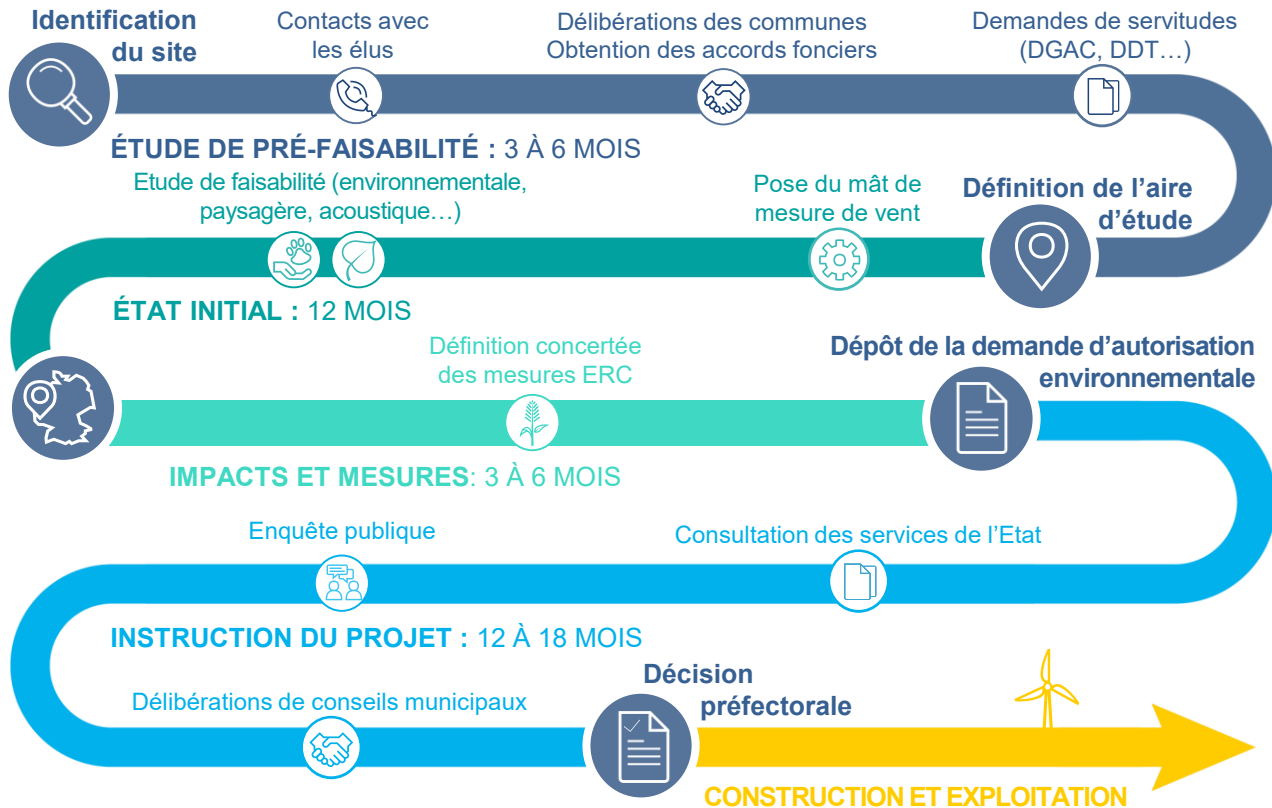 Identification
du site
Contacts avec
les élus
Délibérations des communes
Obtention des accords fonciers
Demandes de servitudes
(DGAC, DDT…)
ÉTUDE DE PRÉ-FAISABILITÉ : 3 À 6 MOIS
Définition de l’aire
d’étude
Pose du mât de
mesure de vent
Etude de faisabilité (environnementale,
paysagère, acoustique…)
ÉTAT INITIAL : 12 MOIS
Définition concertée
des mesures ERC
Dépôt de la demande d’autorisation
environnementale
IMPACTS ET MESURES: 3 À 6 MOIS
Consultation des services de l’Etat
Enquête publique
INSTRUCTION DU PROJET : 12 À 18 MOIS
Délibérations de conseils municipaux
Décision
préfectorale
CONSTRUCTION ET EXPLOITATION